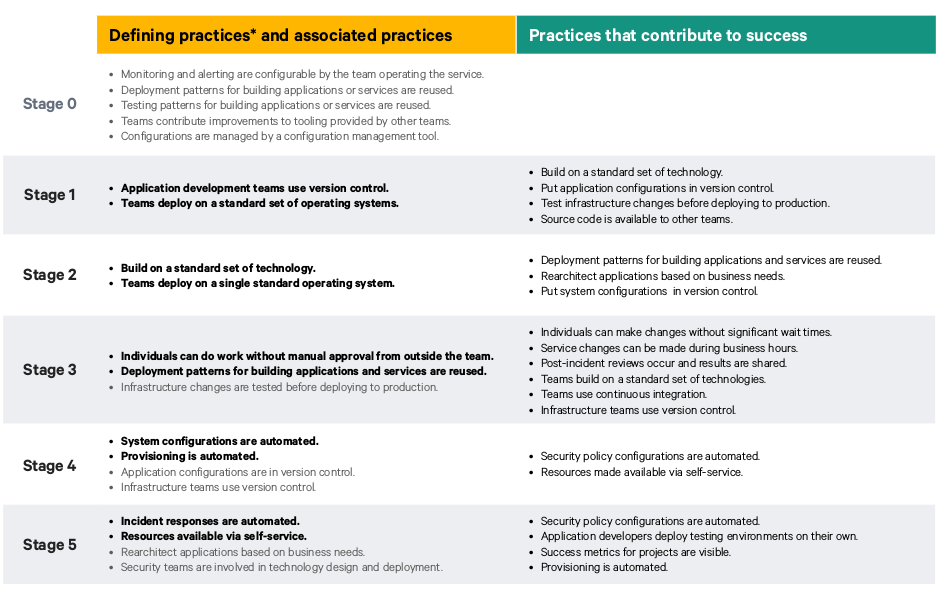 Defining practices* and associated practices
Practices that contribute to success
Stage 0
• Monitoring and alerting are configurable by the team operating the service.
• Deployment patterns for building applications or services are reused.
• Testing patterns for building applications or services are reused.
• Teams contribute improvements to tooling provided by other teams.
• Configurations are managed by a configuration management tool.
Stage 1
• Application development teams use version control.
• Teams deploy on a standard set of operating systems.
• Build on a standard set of technology.
• Put application configurations in version control.
• Test infrastructure changes before deploying to production.
• Source code is available to other teams.
Stage 2
• Build on a standard set of technology.
• Teams deploy on a single standard operating system.
• Deployment patterns for building applications and services are reused.
• Rearchitect applications based on business needs.
• Put system configurations in version control.
Stage 3
• Individuals can do work without manual approval from outside the team.
• Deployment patterns for building applications and services are reused.
• Infrastructure changes are tested before deploying to production.
• Individuals can make changes without significant wait times.
• Service changes can be made during business hours.
• Post-incident reviews occur and results are shared.
• Teams build on a standard set of technologies.
• Teams use continuous integration.
• Infrastructure teams use version control.
Stage 4
• System configurations are automated.
• Provisioning is automated.
• Application configurations are in version control.
• Infrastructure teams use version control.
• Security policy configurations are automated.
• Resources made available via self-service.
Stage 5
• Incident responses are automated.
• Resources available via self-service.
• Rearchitect applications based on business needs.
• Security teams are involved in technology design and deployment.
• Security policy configurations are automated.
• Application developers deploy testing environments on their own.
• Success metrics for projects are visible.
• Provisioning is automated.